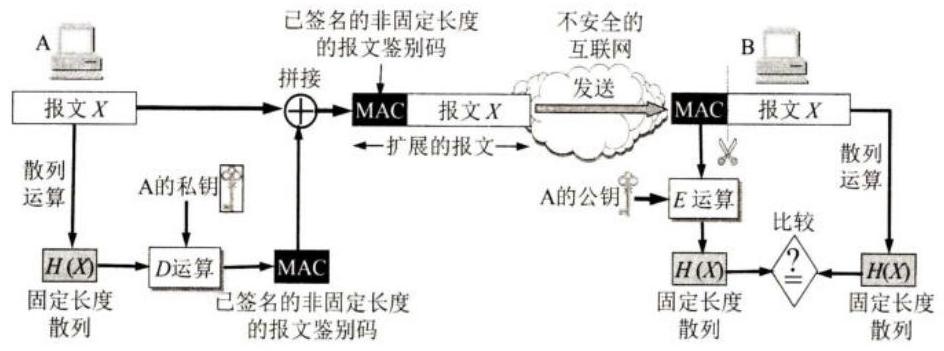 A
已签名的非固定长度
的报文鉴别码
不安全的
互联网
B
拼接
发送
报文 X
MAC
报文 X
MAC
报文 X
扩展的报文
散列
运算
A的私钥
A的公钥
E 运算
散列
运算
比较
H(X)
D运算
MAC
H(X)
?
=
H(X)
固定长度
散列
已签名的非固定长度
的报文鉴别码
固定长度
散列
固定长度
散列